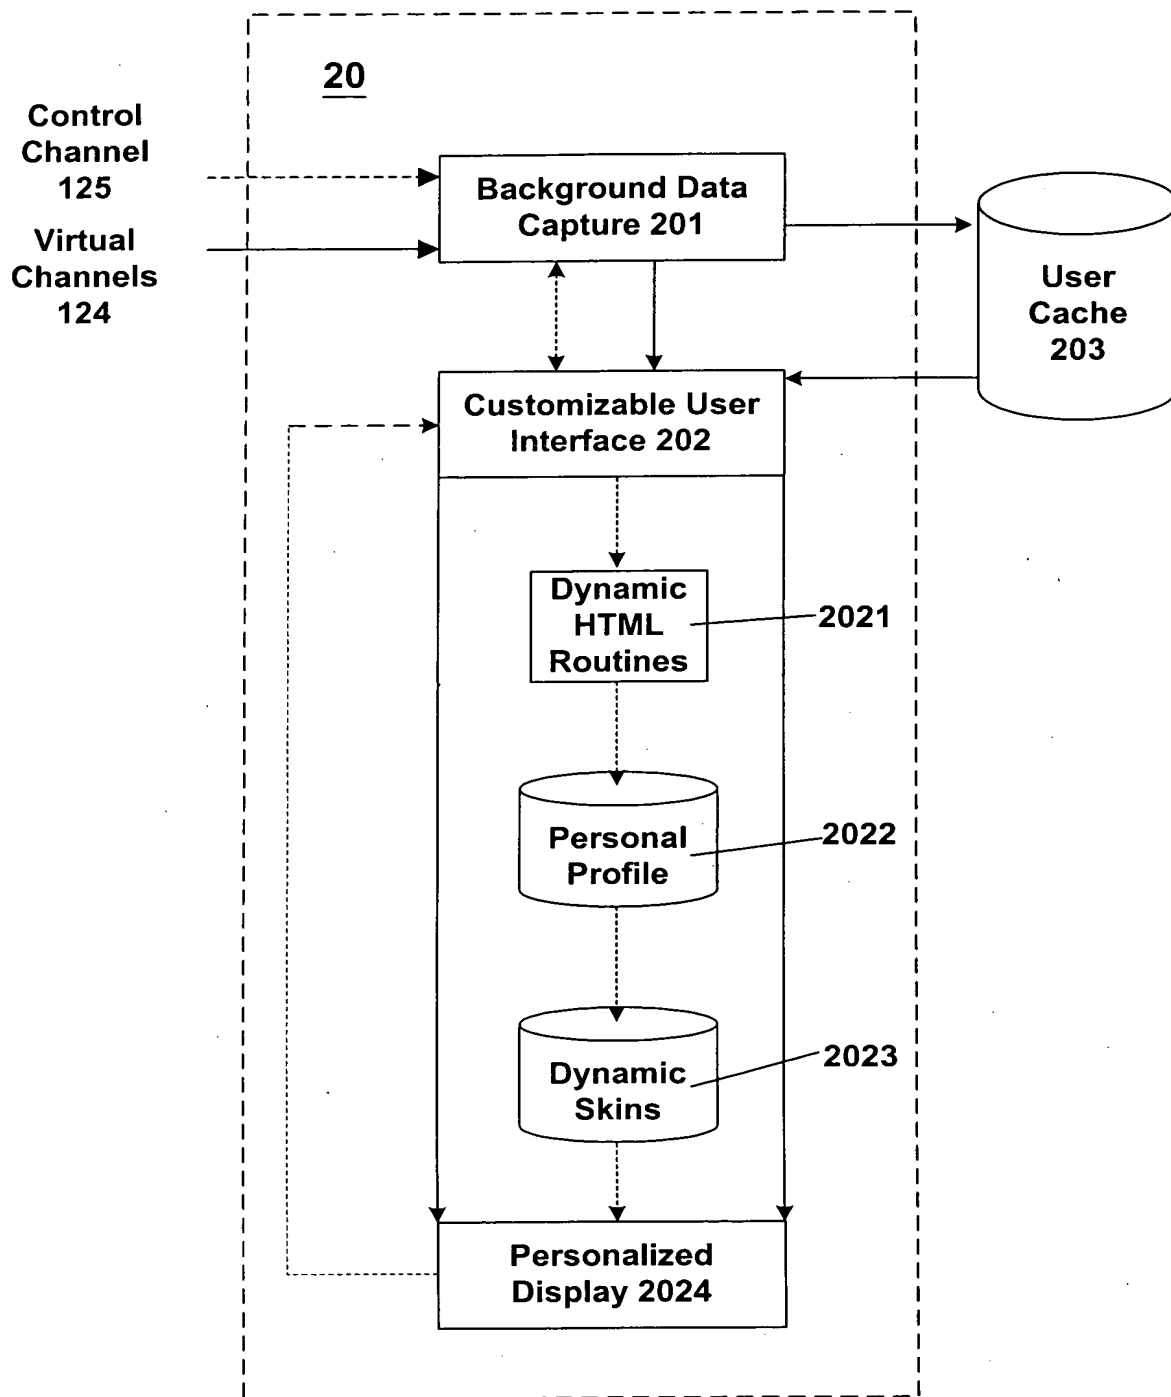 20
Control
Channel
125
Virtual
Channels
124
Background Data
Capture 201
User
Cache
203
Customizable User
Interface 202
Dynamic
HTML
Routines
2021
Personal
Profile
2022
Dynamic
Skins
2023
Personalized
Display 2024